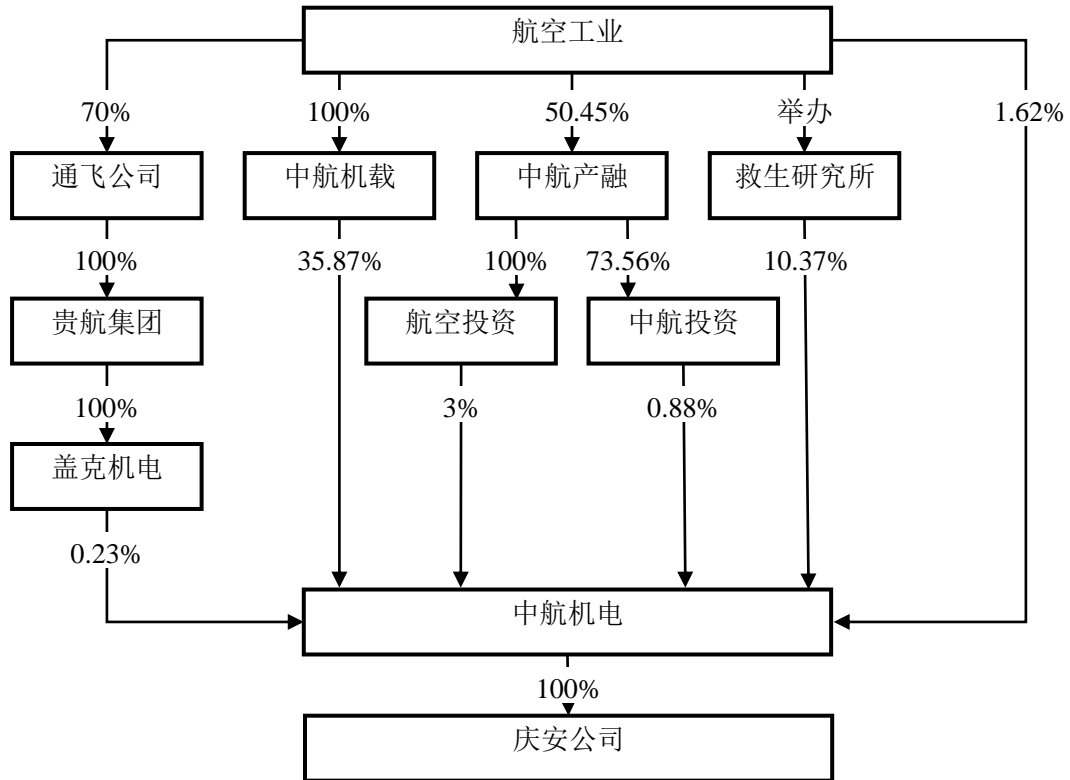 航空工业
70%
100%
50.45%
举办
1.62%
通飞公司
中航机载
中航产融
救生研究所
100%
35.87%
100%
73.56%
10.37%
贵航集团
航空投资
中航投资
100%
3%
0.88%
盖克机电
0.23%
中航机电
100%
庆安公司